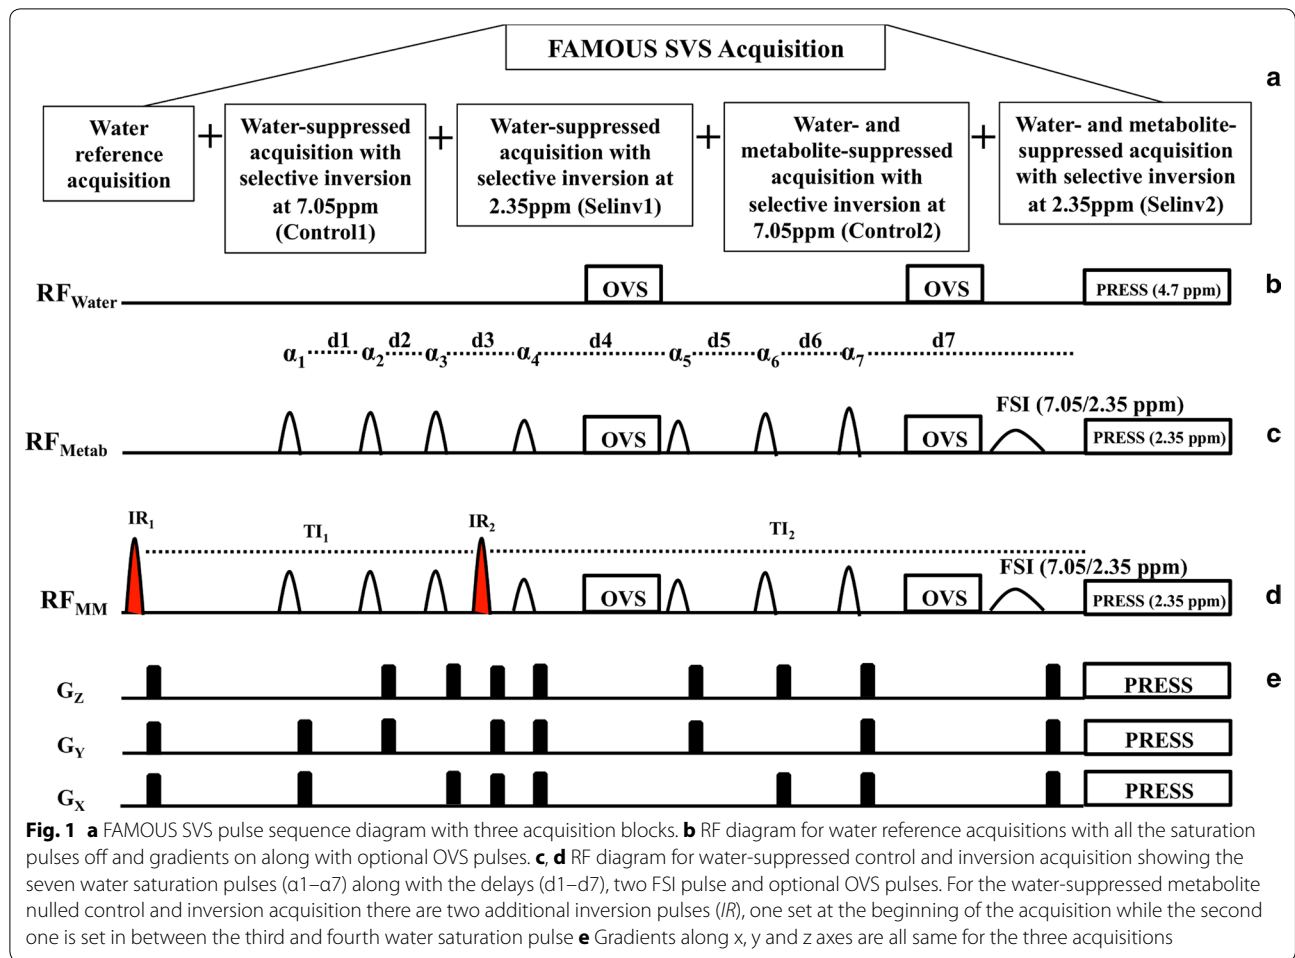 FAMOUS SVS Acquisition
a
Water
reference
acquisition
+
Water-suppressed
acquisition with
selective inversion
at 7.05ppm
(Control1)
+
Water-suppressed
acquisition with
selective inversion at
2.35ppm (Selinv1)
+
Water- and
metabolite-suppressed
acquisition with
selective inversion at
7.05ppm (Control2)
+
Water- and metabolite-
suppressed acquisition
with selective inversion
at 2.35ppm (Selinv2)
RF Water OVS OVS PRESS (4.7 ppm) b
α1 d1 α2 d2 α3 d3 α4 d4 α5 d5 α6 d6 α7 d7
FSI (7.05/2.35 ppm)
RF Metab OVS OVS PRESS (2.35 ppm) c
IR1 TI1 IR2 TI2
FSI (7.05/2.35 ppm)
RF MM OVS OVS PRESS (2.35 ppm) d
GZ PRESS e
GY PRESS
GX PRESS
Fig. 1 a FAMOUS SVS pulse sequence diagram with three acquisition blocks. b RF diagram for water reference acquisitions with all the saturation
pulses off and gradients on along with optional OVS pulses. c, d RF diagram for water-suppressed control and inversion acquisition showing the
seven water saturation pulses (α1–α7) along with the delays (d1–d7), two FSI pulse and optional OVS pulses. For the water-suppressed metabolite
nulled control and inversion acquisition there are two additional inversion pulses (IR), one set at the beginning of the acquisition while the second
one is set in between the third and fourth water saturation pulse e Gradients along x, y and z axes are all same for the three acquisitions